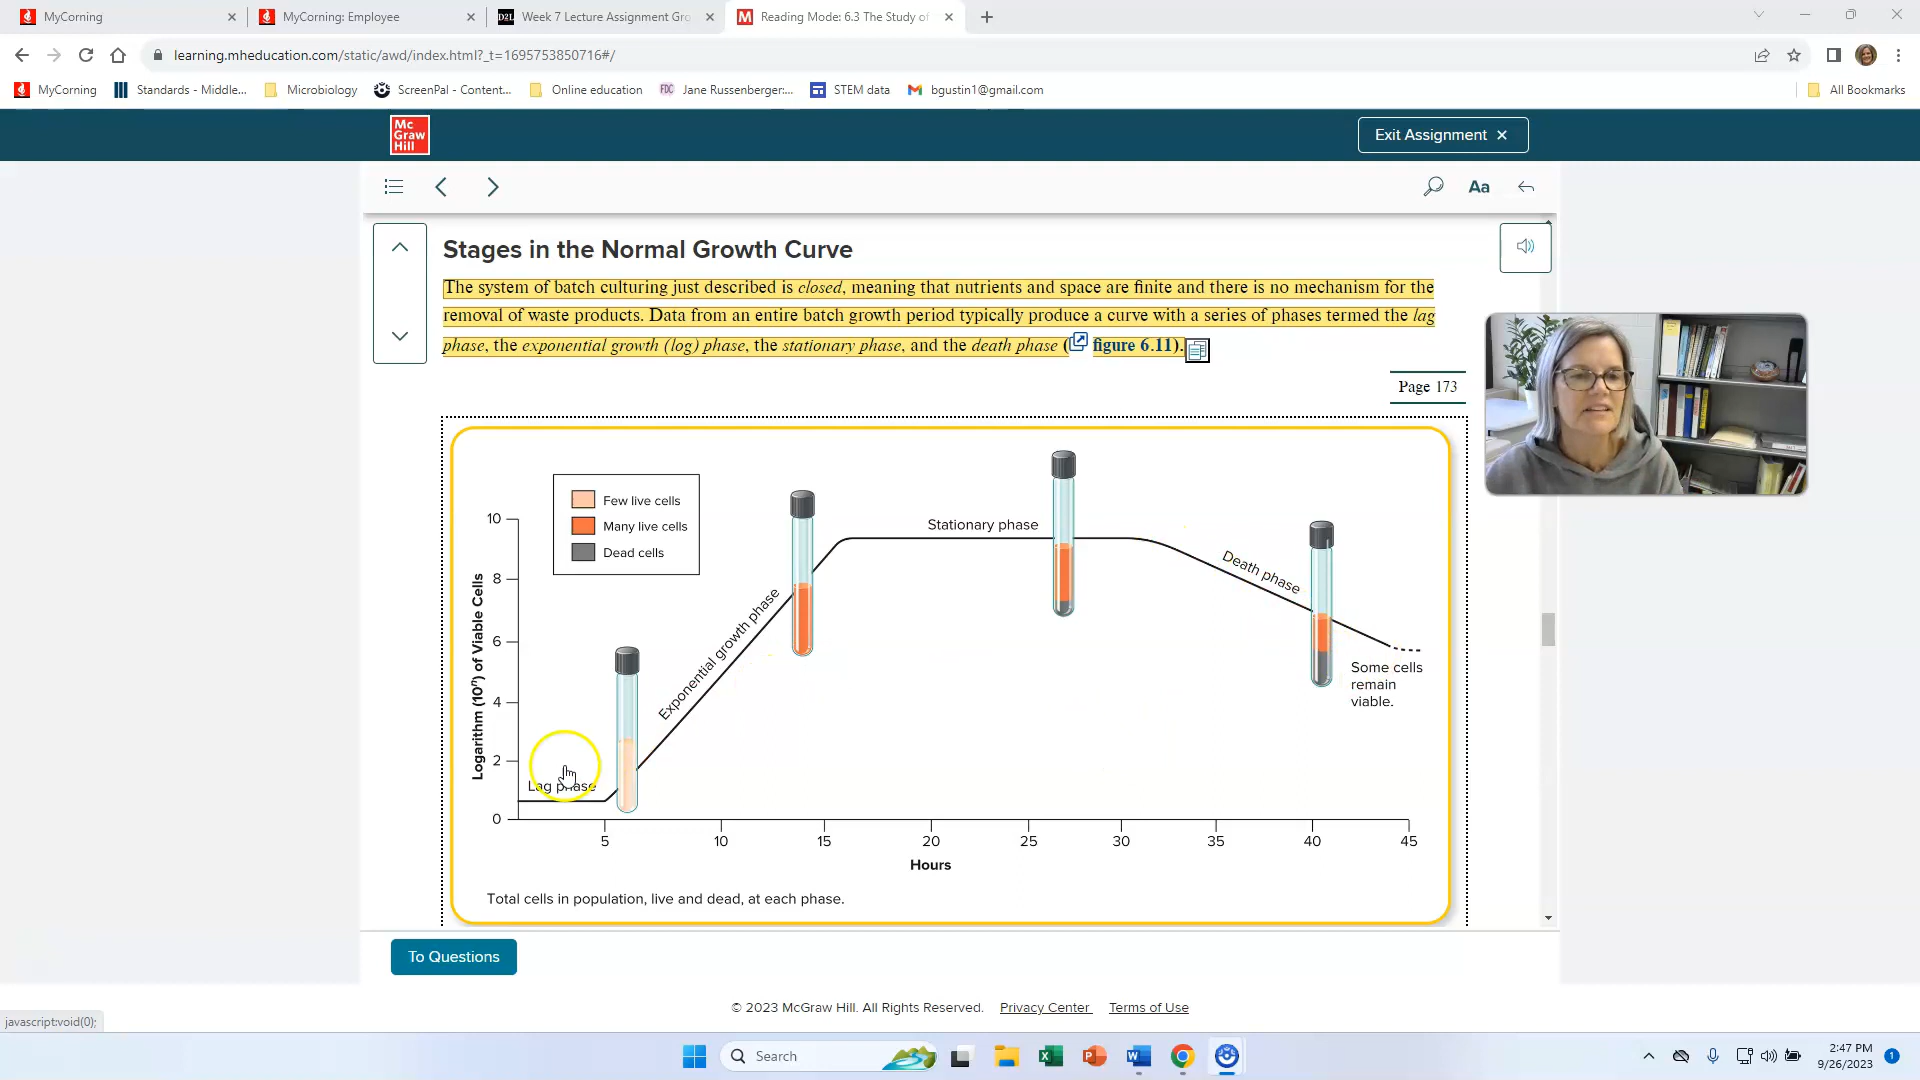 MyCorning
MyCorning: Employee
D2L
Week 7 Lecture Assignment Gro
M
Reading Mode: 6.3 The Study of
learning.mheducation.com/static/awd/index.html?_t=1695753850716#/
MyCorning
Standards - Middle...
Microbiology
ScreenPal - Content...
Online education
FDC
Jane Russenberger:...
STEM data
bgustin1@gmail.com
All Bookmarks
Mc
Graw
Hill
Exit Assignment
Aa
Stages in the Normal Growth Curve
The system of batch culturing just described is closed, meaning that nutrients and space are finite and there is no mechanism for the
removal of waste products. Data from an entire batch growth period typically produce a curve with a series of phases termed the lag
phase, the exponential growth (log) phase, the stationary phase, and the death phase (figure 6.11).
Page 173
Few live cells
Many live cells
Dead cells
Logarithm (10ⁿ) of Viable Cells
10
8
6
4
2
0
Lag phase
Exponential growth phase
Stationary phase
Death phase
Some cells
remain
viable.
5 10 15 20 25 30 35 40 45
Hours
Total cells in population, live and dead, at each phase.
To Questions
© 2023 McGraw Hill. All Rights Reserved. Privacy Center Terms of Use
javascript:void(0);
Search
2:47 PM
9/26/2023
1